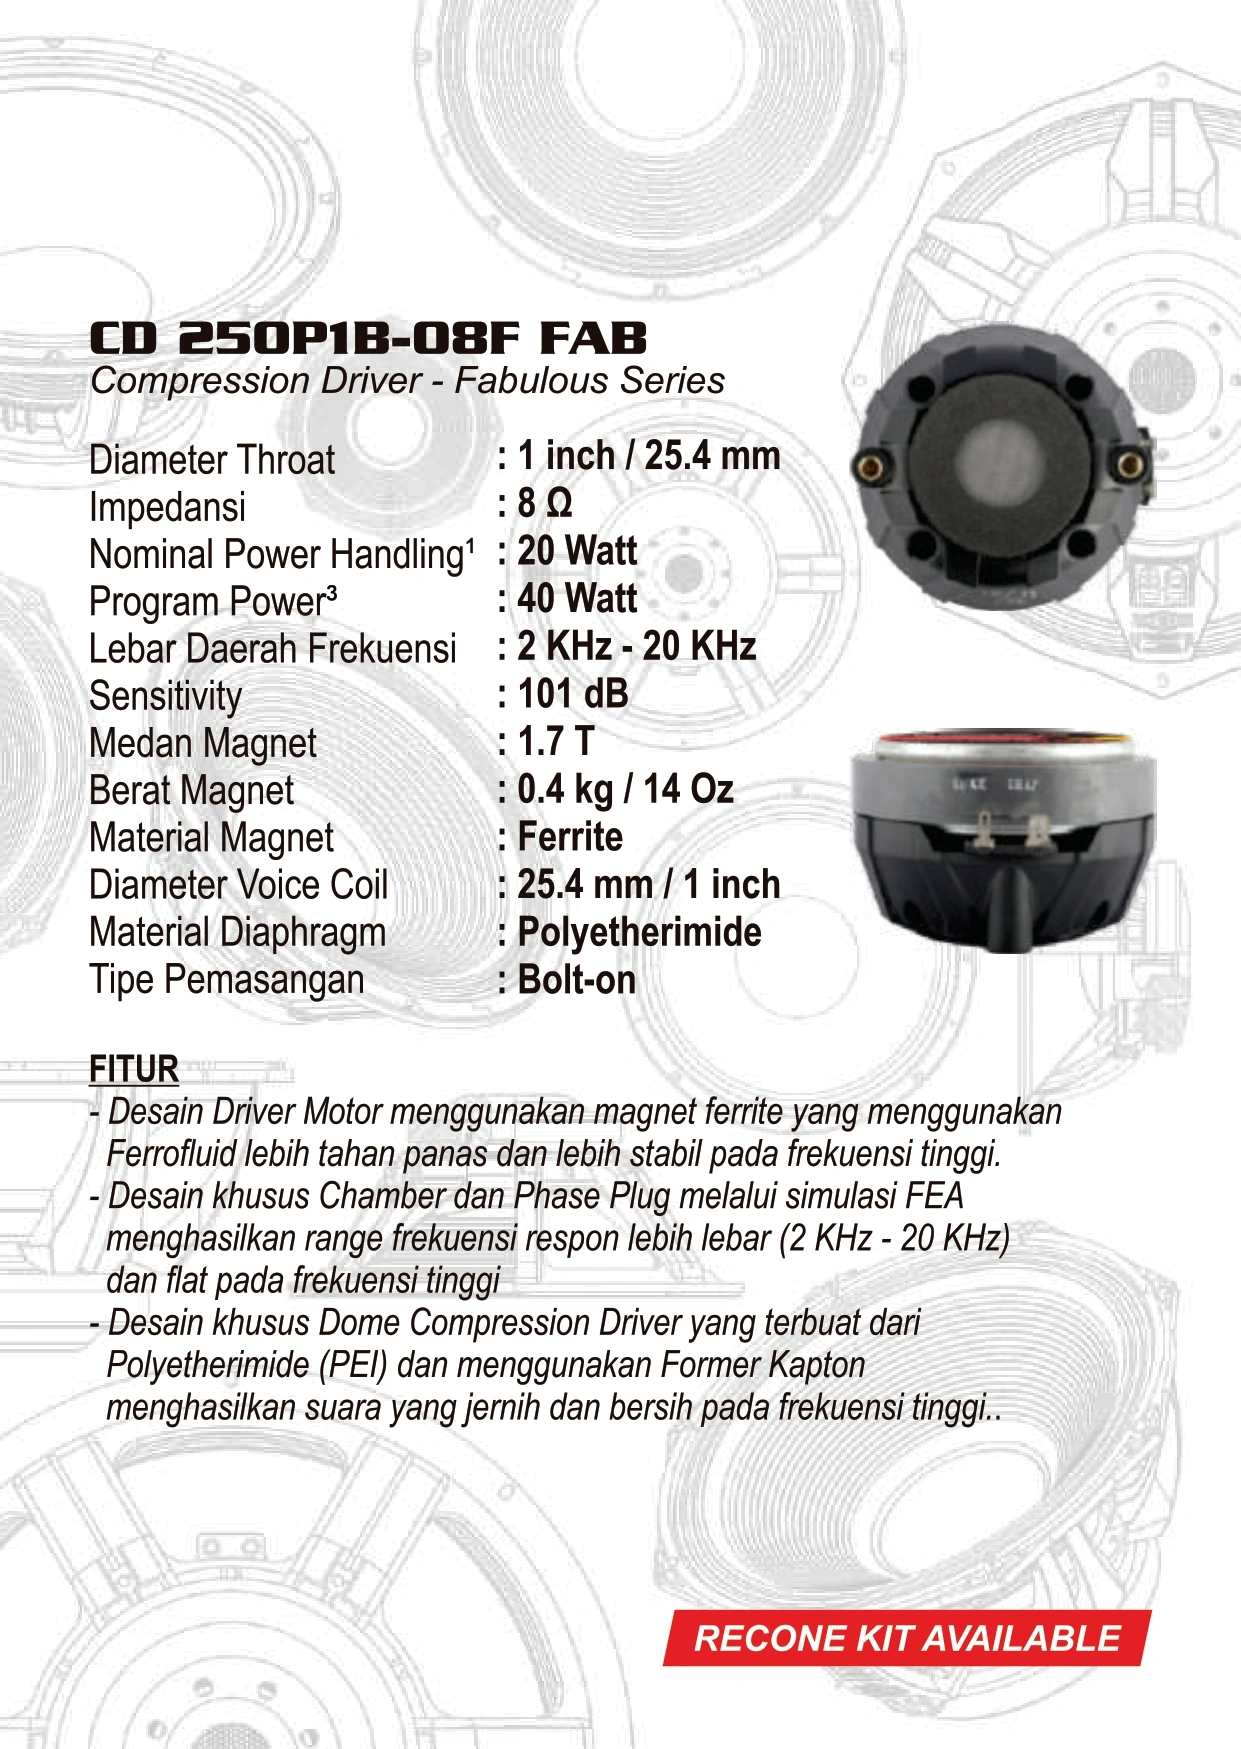 CD 250P1B-08F FAB
Compression Driver - Fabulous Series
Diameter Throat : 1 inch / 25.4 mm
Impedansi : 8 Ω
Nominal Power Handling¹ : 20 Watt
Program Power³ : 40 Watt
Lebar Daerah Frekuensi : 2 KHz - 20 KHz
Sensitivity : 101 dB
Medan Magnet : 1.7 T
Berat Magnet : 0.4 kg / 14 Oz
Material Magnet : Ferrite
Diameter Voice Coil : 25.4 mm / 1 inch
Material Diaphragm : Polyetherimide
Tipe Pemasangan : Bolt-on
FITUR
- Desain Driver Motor menggunakan magnet ferrite yang menggunakan
Ferrofluid lebih tahan panas dan lebih stabil pada frekuensi tinggi.
- Desain khusus Chamber dan Phase Plug melalui simulasi FEA
menghasilkan range frekuensi respon lebih lebar (2 KHz - 20 KHz)
dan flat pada frekuensi tinggi
- Desain khusus Dome Compression Driver yang terbuat dari
Polyetherimide (PEI) dan menggunakan Former Kapton
menghasilkan suara yang jernih dan bersih pada frekuensi tinggi..
RECONE KIT AVAILABLE